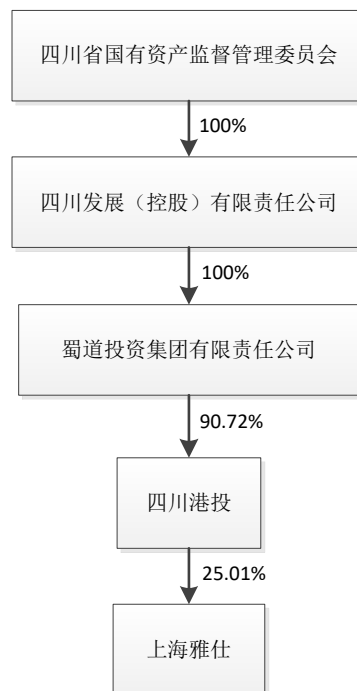 四川省国有资产监督管理委员会
100%
四川发展（控股）有限责任公司
100%
蜀道投资集团有限责任公司
90.72%
四川港投
25.01%
上海雅仕